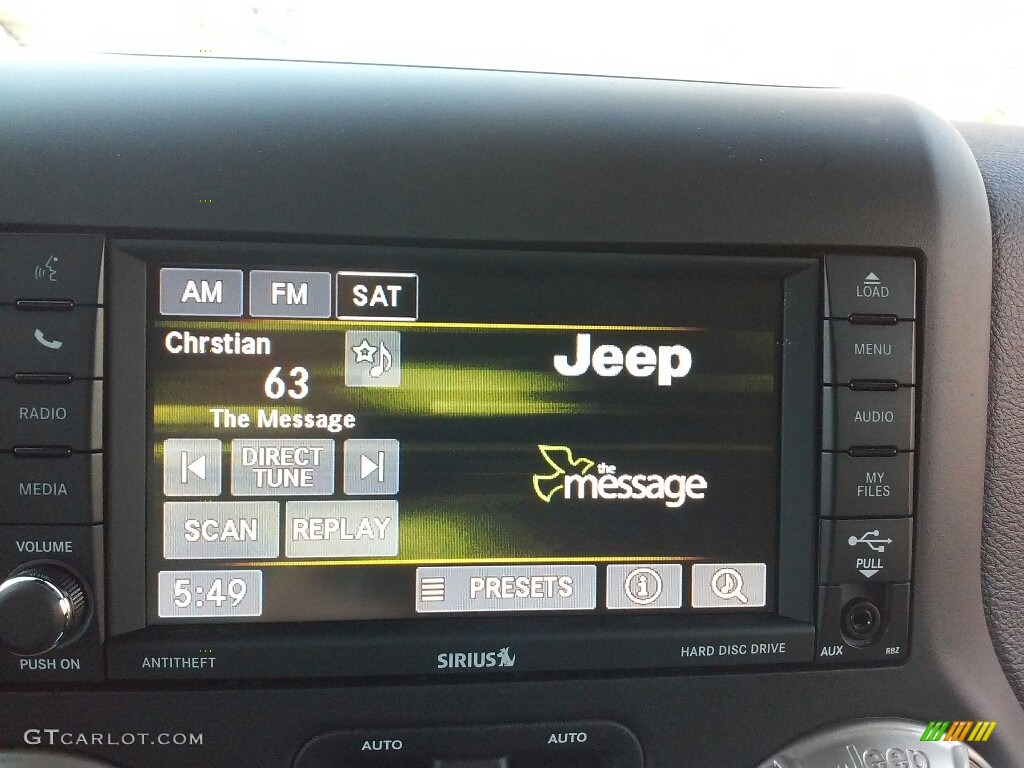 AM FM SAT
LOAD
Chrstian
63
The Message
Jeep
MENU
RADIO
AUDIO
DIRECT
TUNE
the
message
MEDIA
MY
FILES
SCAN REPLAY
VOLUME
PULL
5:49
PRESETS
PUSH ON
ANTITHEFT
SIRIUS
HARD DISC DRIVE
AUX
RBZ
GTCARLOT.COM
AUTO
AUTO
Jeep